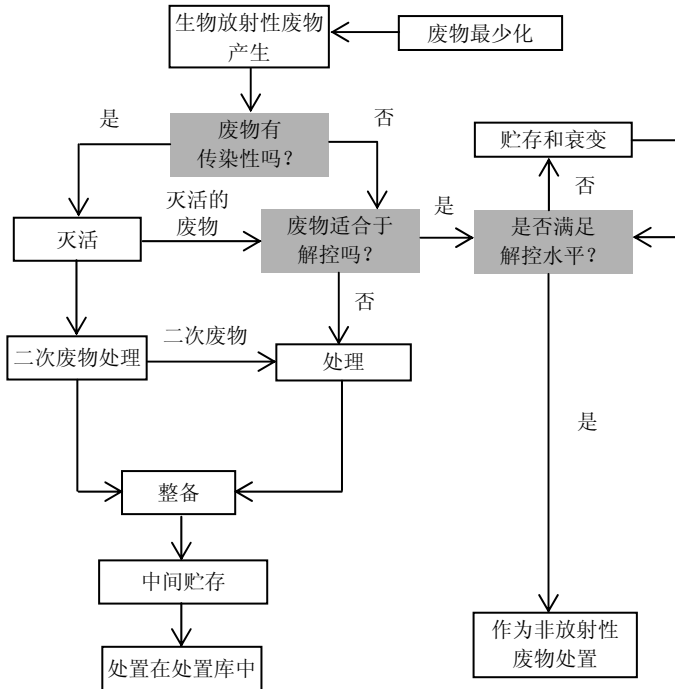 生物放射性废物
产生
废物最少化
是
废物有
传染性吗？
否
贮存和衰变
灭活的
废物
灭活
废物适合于
解控吗？
是
是否满足
解控水平？
否
否
二次废物处理
二次废物
处理
是
整备
中间贮存
处置在处置库中
作为非放射性
废物处置